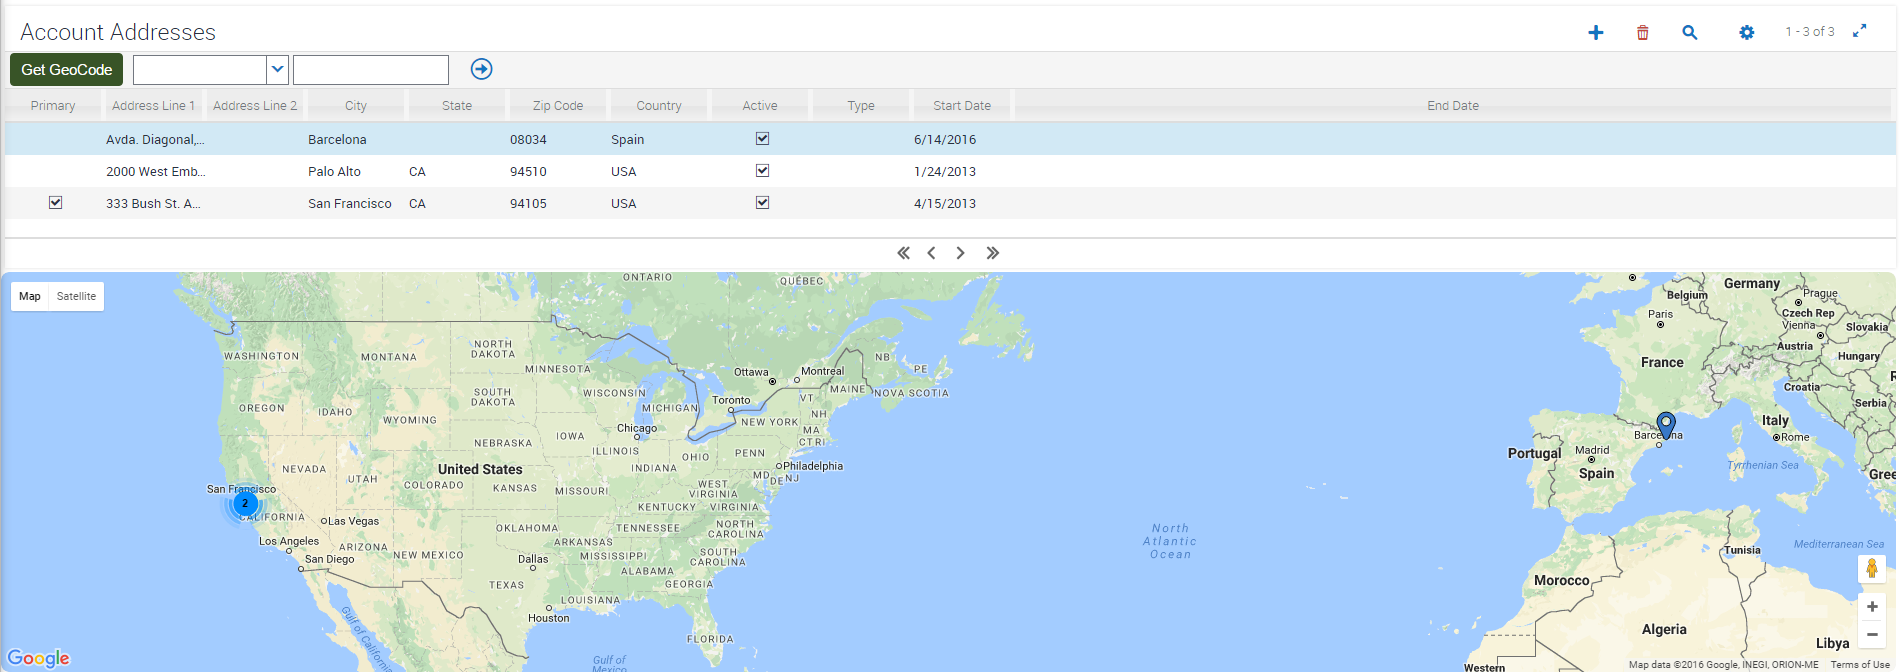 Account Addresses
1 - 3 of 3
Get GeoCode
Primary Address Line 1 Address Line 2 City State Zip Code Country Active Type Start Date End Date
Avda. Diagonal,... Barcelona 08034 Spain 6/14/2016
2000 West Emb... Palo Alto CA 94510 USA 1/24/2013
333 Bush St. A... San Francisco CA 94105 USA 4/15/2013
Map Satellite
ONTARIO
QUÉBEC
WASHINGTON
MONTANA
NORTH
DAKOTA
MINNESOTA
OREGON
IDAHO
WYOMING
SOUTH
DAKOTA
WISCONSIN
MICHIGAN
Ottawa
Montreal
Toronto
NB
PE
MAINE
NOVA SCOTIA
VT
NH
NEW YORK
MA
CT RI
Chicago
IOWA
NEBRASKA
ILLINOIS
INDIANA
OHIO
PENN
Philadelphia
MD
DE
NJ
NEVADA
UTAH
COLORADO
United States
KANSAS
MISSOURI
WEST
VIRGINIA
KENTUCKY
VIRGINIA
San Francisco
2
CALIFORNIA
Las Vegas
Los Angeles
San Diego
ARIZONA
NEW MEXICO
OKLAHOMA
ARKANSAS
TENNESSEE
NORTH
CAROLINA
Dallas
MISSISSIPPI
SOUTH
CAROLINA
ALABAMA
GEORGIA
TEXAS
LOUISIANA
Houston
FLORIDA
Gulf of California
Gulf of
Mexico
North
Atlantic
Ocean
Belgium
Germany
Prague
Paris
Czech Rep
Vienna
Slovakia
Austria
France
Hungary
Croatia
Serbia
R
Italy
Rome
Barcelona
Portugal
Madrid
Spain
Tyrrhenian Sea
Gree
Tunisia
Mediterranean Sea
Morocco
Algeria
Libya
Western
Google
Map data ©2016 Google, INEGI, ORION-ME Terms of Use